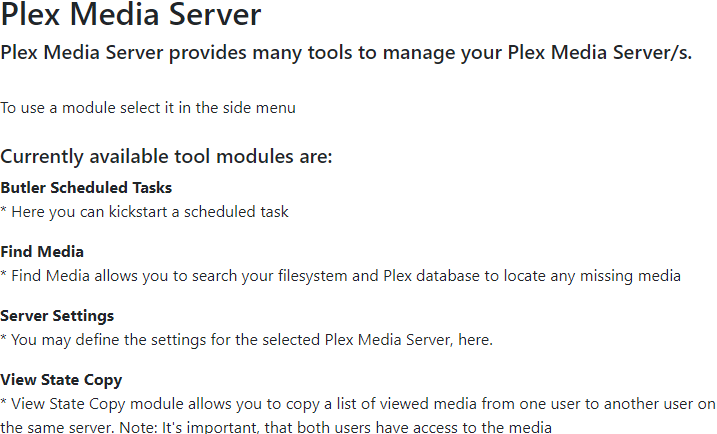 Plex Media Server
Plex Media Server provides many tools to manage your Plex Media Server/s.
To use a module select it in the side menu
Currently available tool modules are:
Butler Scheduled Tasks
* Here you can kickstart a scheduled task
Find Media
* Find Media allows you to search your filesystem and Plex database to locate any missing media
Server Settings
* You may define the settings for the selected Plex Media Server, here.
View State Copy
* View State Copy module allows you to copy a list of viewed media from one user to another user on
the same server. Note: It's important, that both users have access to the media